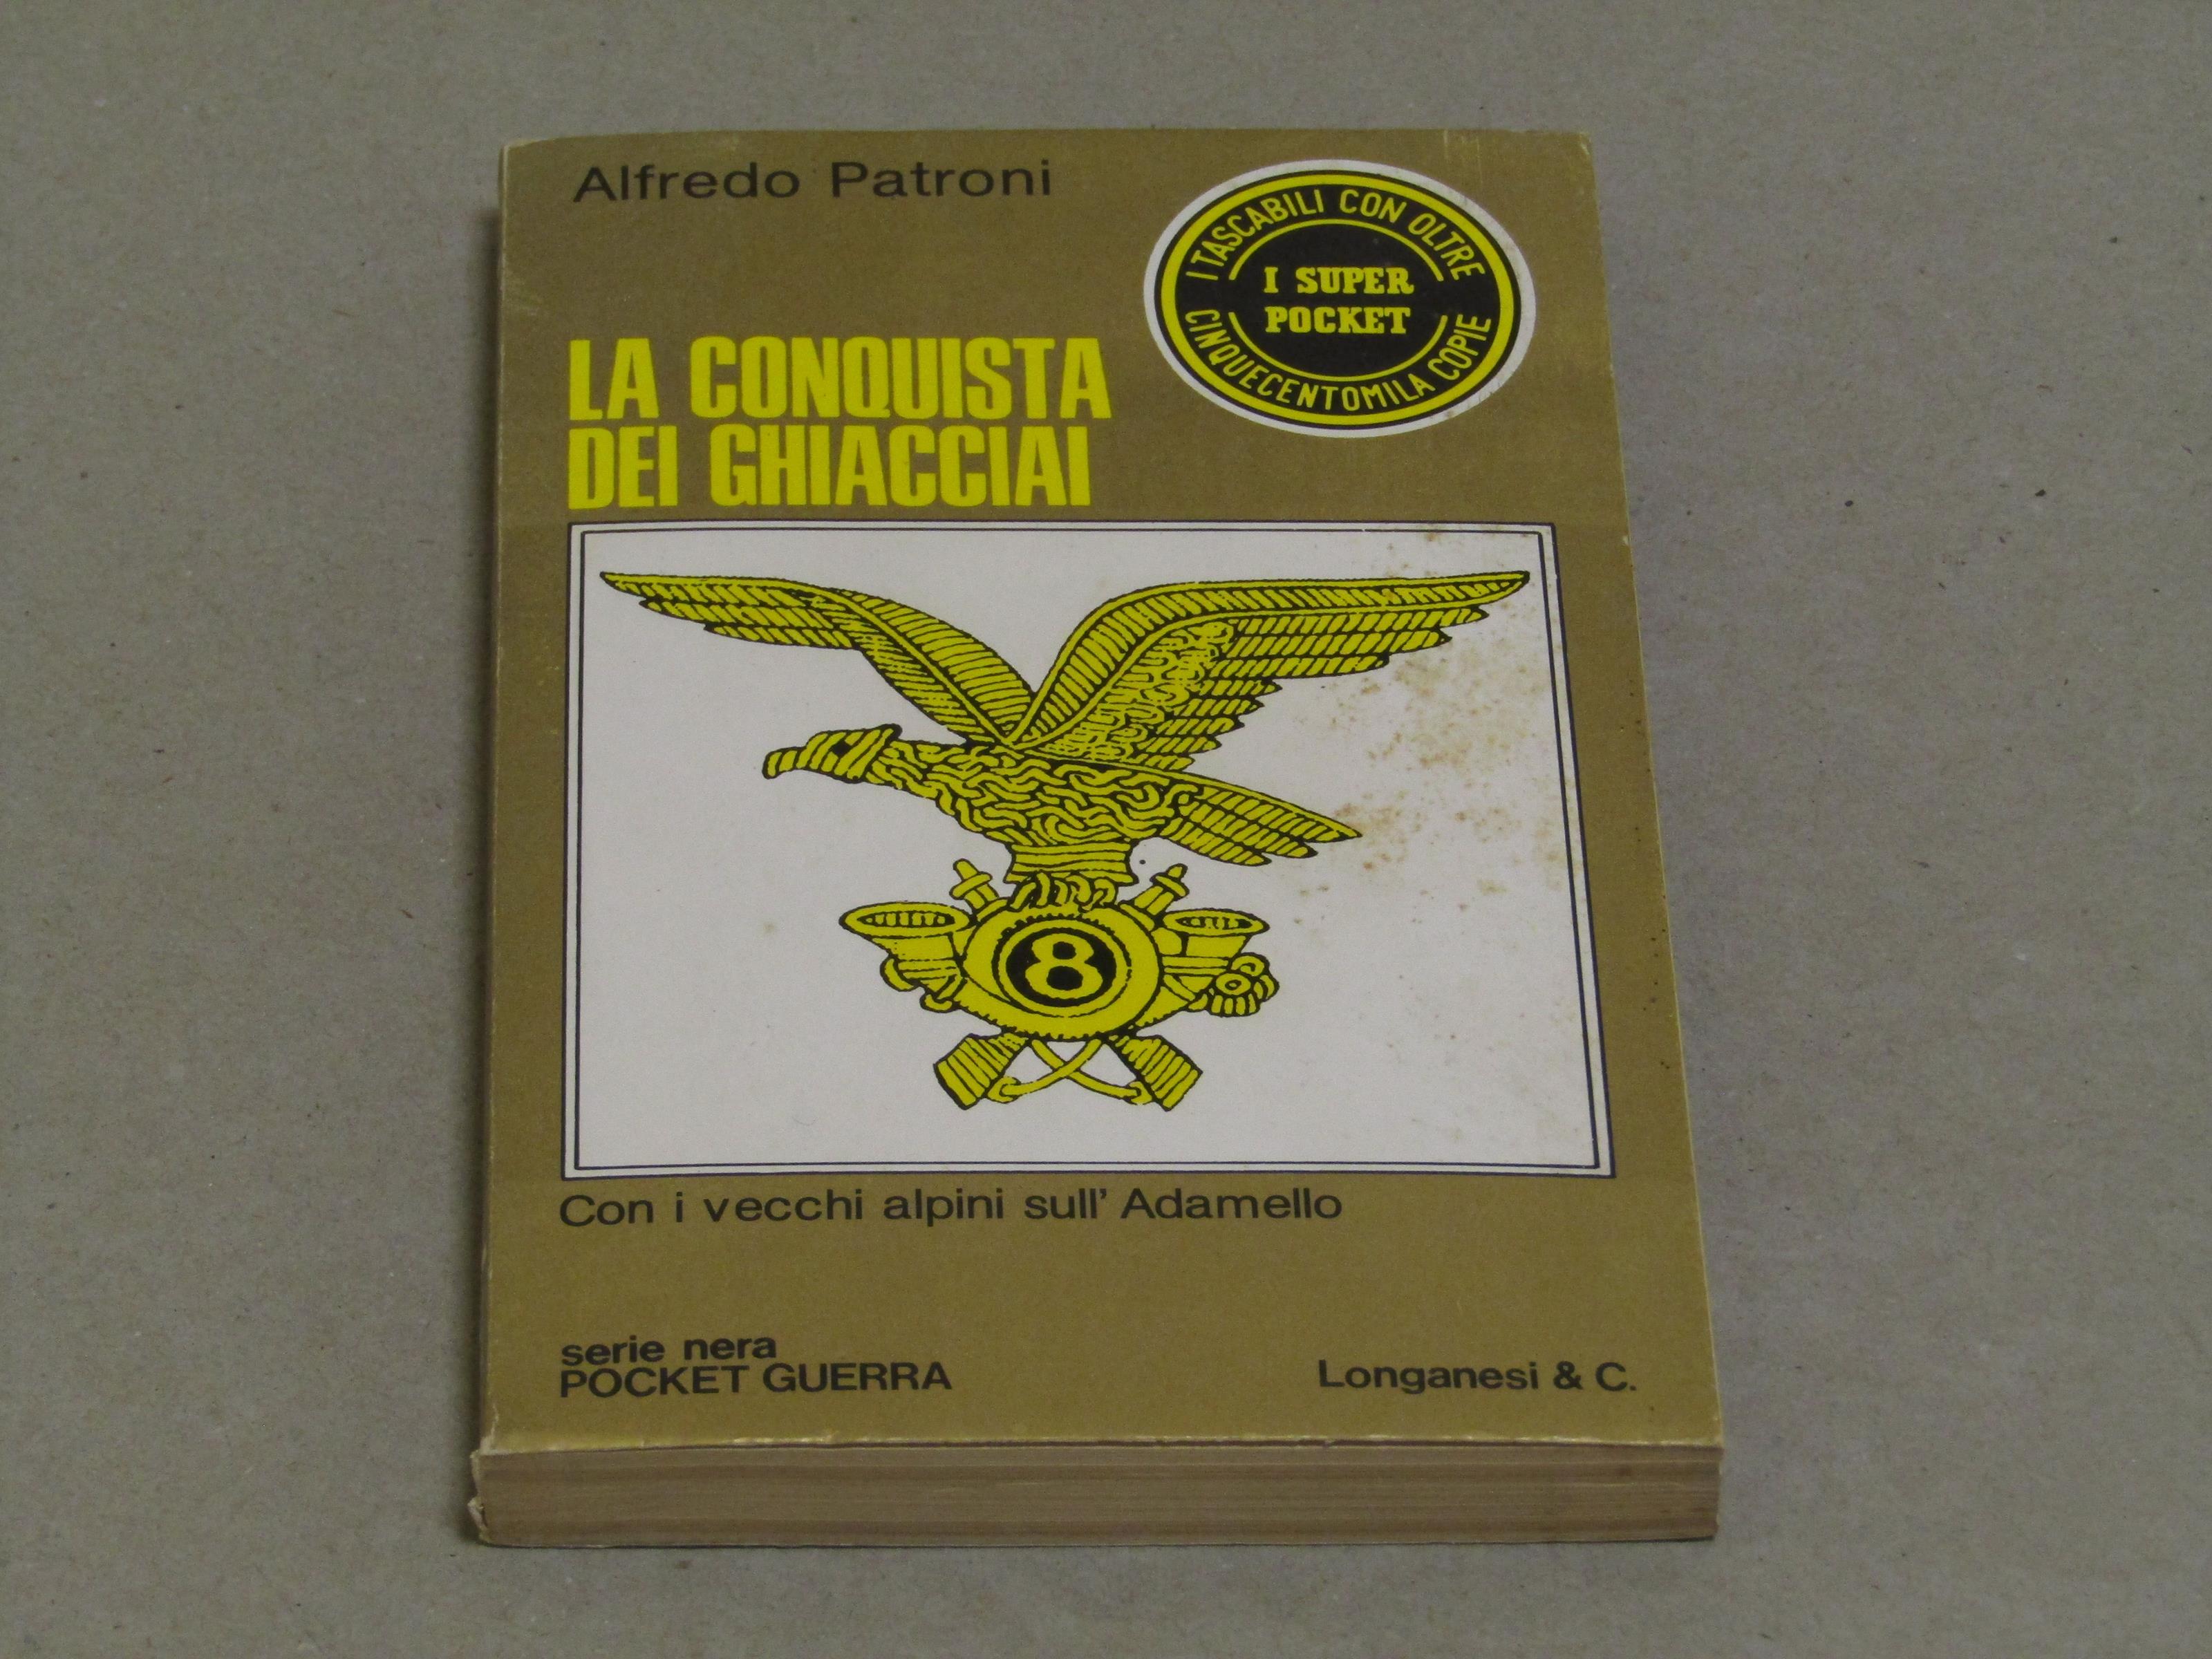 Alfredo Patroni
I TASCABILI CON OLTRE
I SUPER
POCKET
CINQUECENTOMILA COPIE
LA CONQUISTA
DEI GHIACCIAI
8
Con i vecchi alpini sull' Adamello
serie nera
POCKET GUERRA
Longanesi & C.